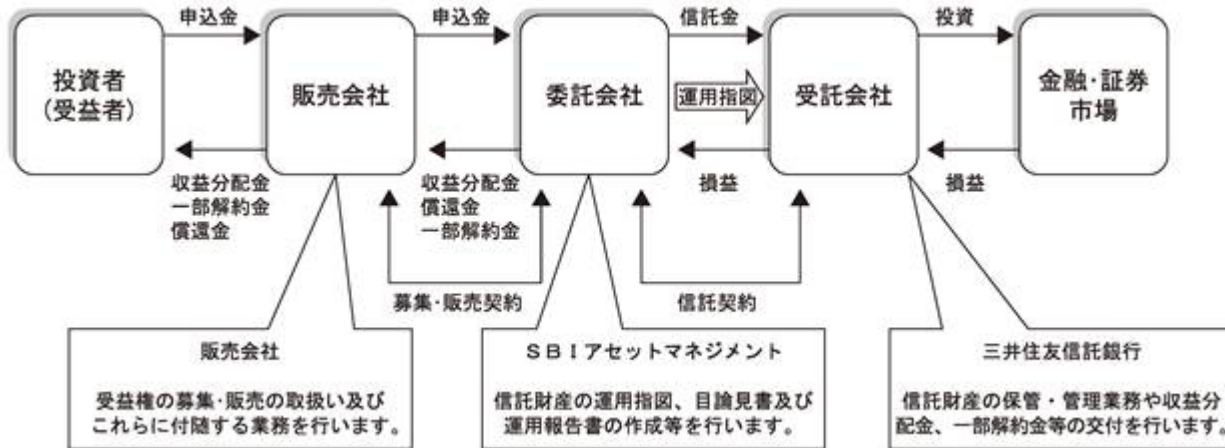 申込金
申込金
信託金
投資
投資者
(受益者)
販売会社
委託会社
運用指図
受託会社
金融・証券
市場
収益分配金
一部解約金
償還金
収益分配金
償還金
一部解約金
損益
損益
募集・販売契約
信託契約
販売会社
受益権の募集・販売の取扱い及び
これらに付随する業務を行います。
ＳＢＩアセットマネジメント
信託財産の運用指図、目論見書及び
運用報告書の作成等を行います。
三井住友信託銀行
信託財産の保管・管理業務や収益分
配金、一部解約金等の交付を行います。